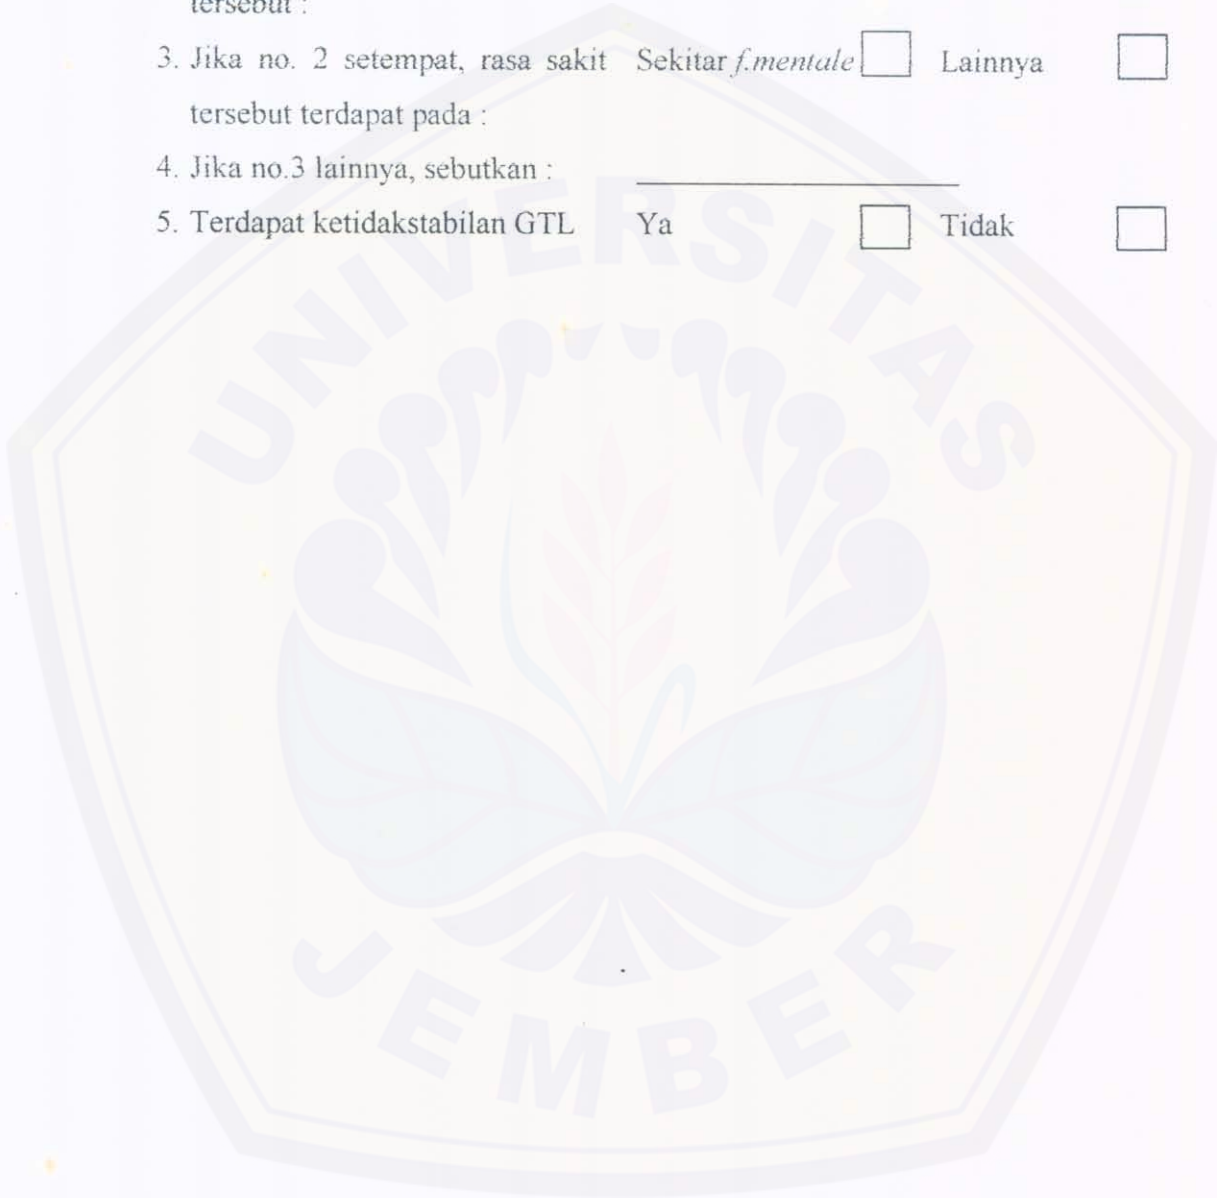 tersebut :
3. Jika no. 2 setempat, rasa sakit Sekitar f.mentale Lainnya
tersebut terdapat pada :
4. Jika no.3 lainnya, sebutkan :
5. Terdapat ketidakstabilan GTL Ya Tidak
UNIVERSITAS
JEMBER